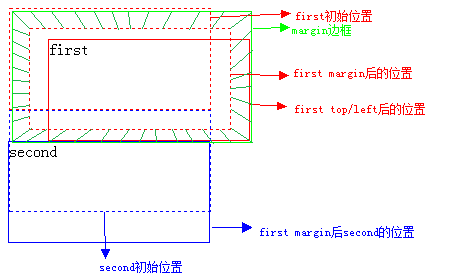 first初始位置
margin边框
first
first margin后的位置
first top/left后的位置
second
first margin后second的位置
second初始位置